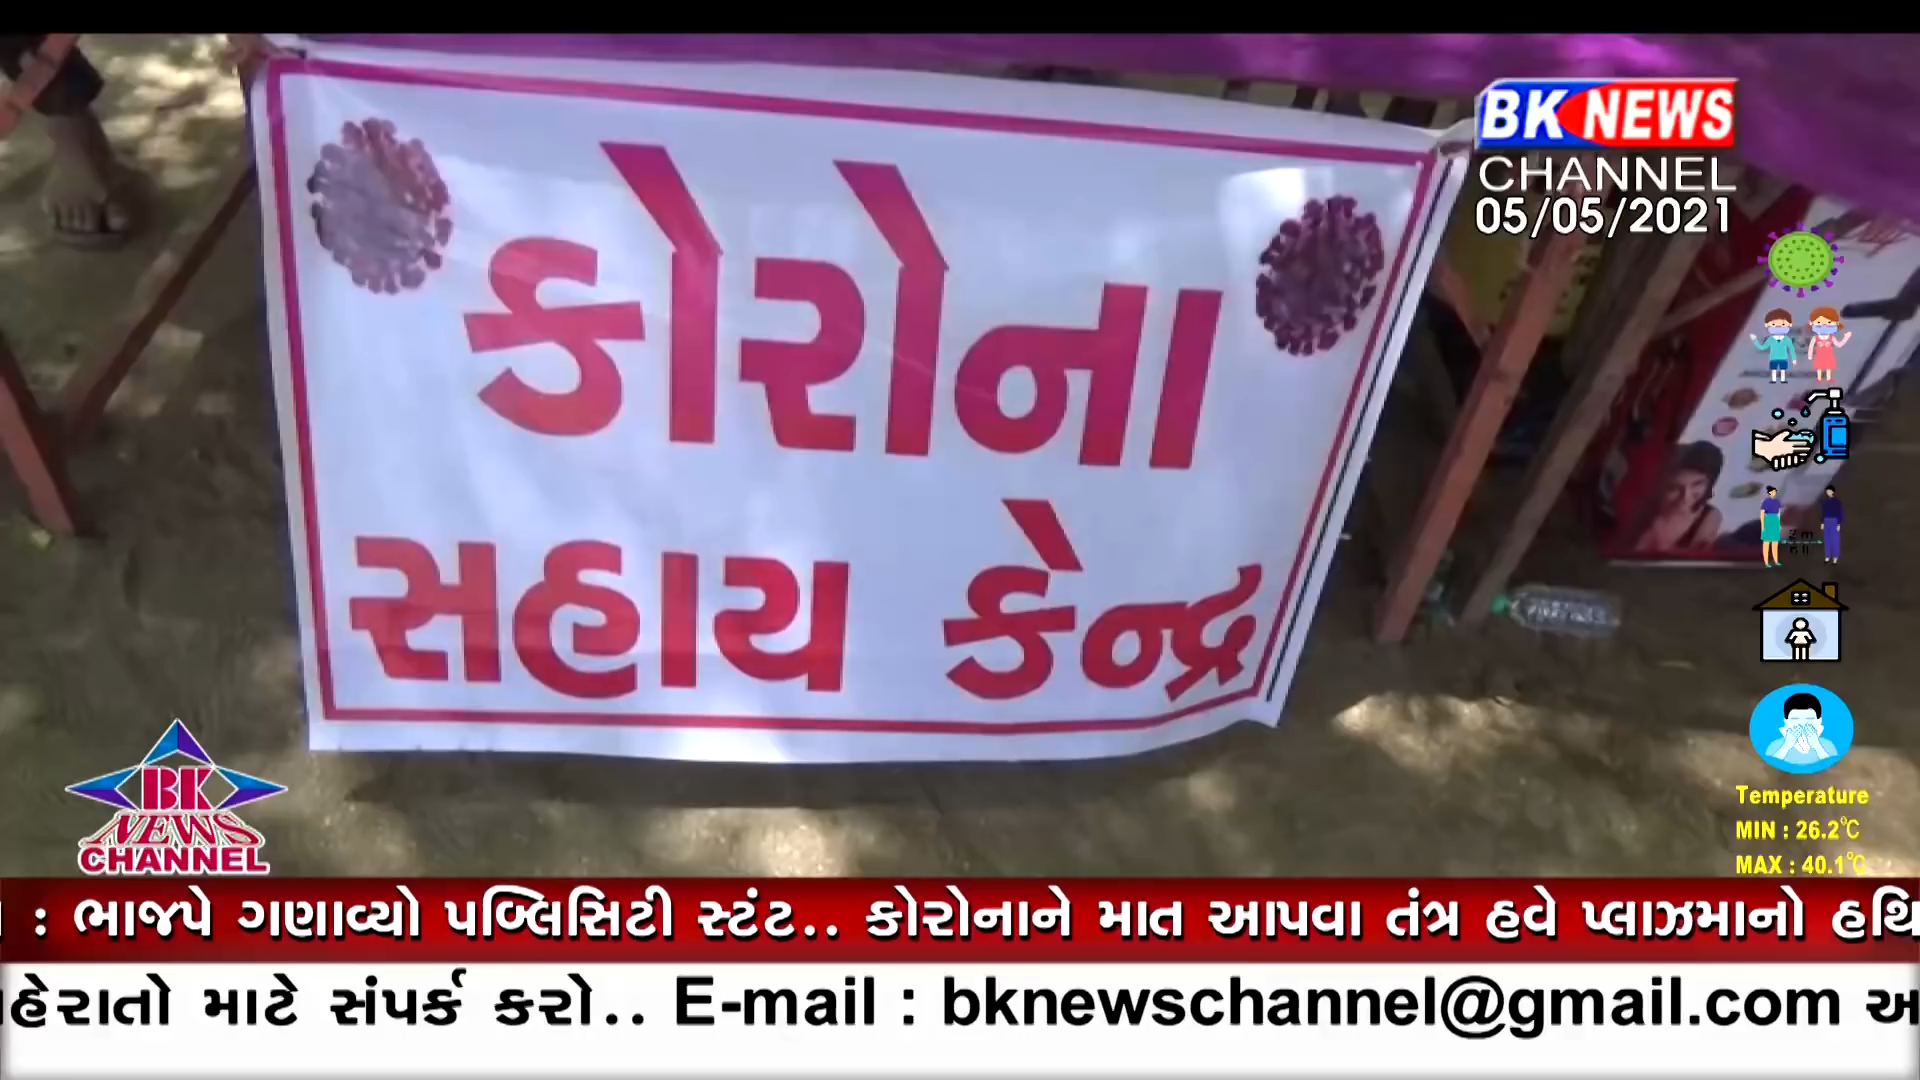 BK NEWS
CHANNEL
05/05/2021
કોરોના
સહાય કેન્દ્ર
Temperature
MIN : 26.2℃
MAX : 40.1℃
BK
NEWS
CHANNEL
: ભાજપે ગણાવ્યો પબ્લિસિટી સ્ટંટ.. કોરોનાને માત આપવા તંત્ર હવે પ્લાઝમાનો હથિ
હેરાતો માટે સંપર્ક કરો.. E-mail : bknewschannel@gmail.com અ